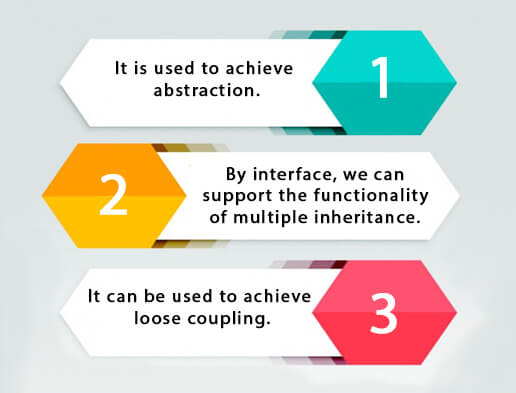 It is used to achieve
abstraction.
1
2
By interface, we can
support the functionality
of multiple inheritance.
It can be used to achieve
loose coupling.
3